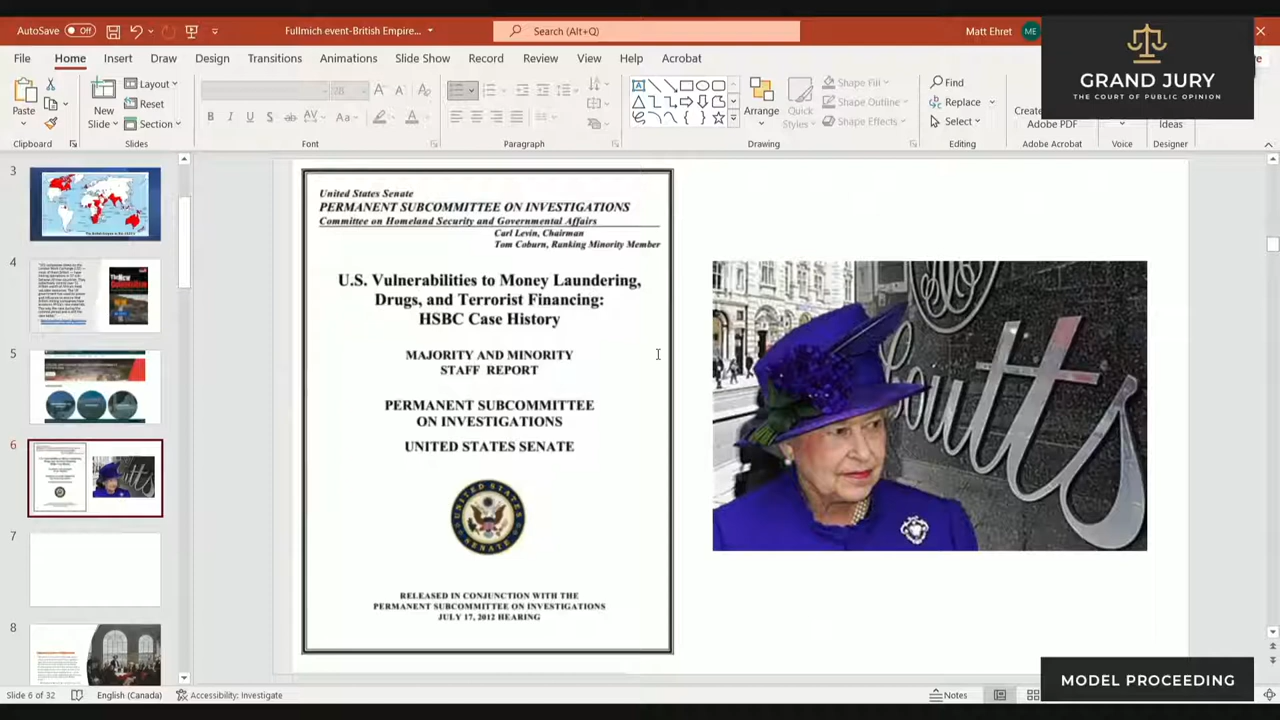 AutoSave
Off
Fullmich event-British Empire...
Search (Alt+Q)
Matt Ehret
ME
GRAND JURY
THE COURT OF PUBLIC OPINION
File
Home
Insert
Draw
Design
Transitions
Animations
Slide Show
Record
Review
View
Help
Acrobat
Paste
New
Slide
Layout
Reset
Section
28
Arrange
Quick
Styles
Shape Fill
Shape Outline
Shape Effects
Find
Replace
Select
Adobe PDF
Ideas
Clipboard
Slides
Font
Paragraph
Drawing
Editing
Adobe Acrobat
Voice
Designer
3
4
5
6
7
8
United States Senate
PERMANENT SUBCOMMITTEE ON INVESTIGATIONS
Committee on Homeland Security and Governmental Affairs
Carl Levin, Chairman
Tom Coburn, Ranking Minority Member
U.S. Vulnerabilities to Money Laundering,
Drugs, and Terrorist Financing:
HSBC Case History
MAJORITY AND MINORITY
STAFF REPORT
PERMANENT SUBCOMMITTEE
ON INVESTIGATIONS
UNITED STATES SENATE
UNITED STATES
SENATE
RELEASED IN CONJUNCTION WITH THE
PERMANENT SUBCOMMITTEE ON INVESTIGATIONS
JULY 17, 2012 HEARING
outts
Slide 6 of 32
English (Canada)
Accessibility: Investigate
Notes
MODEL PROCEEDING